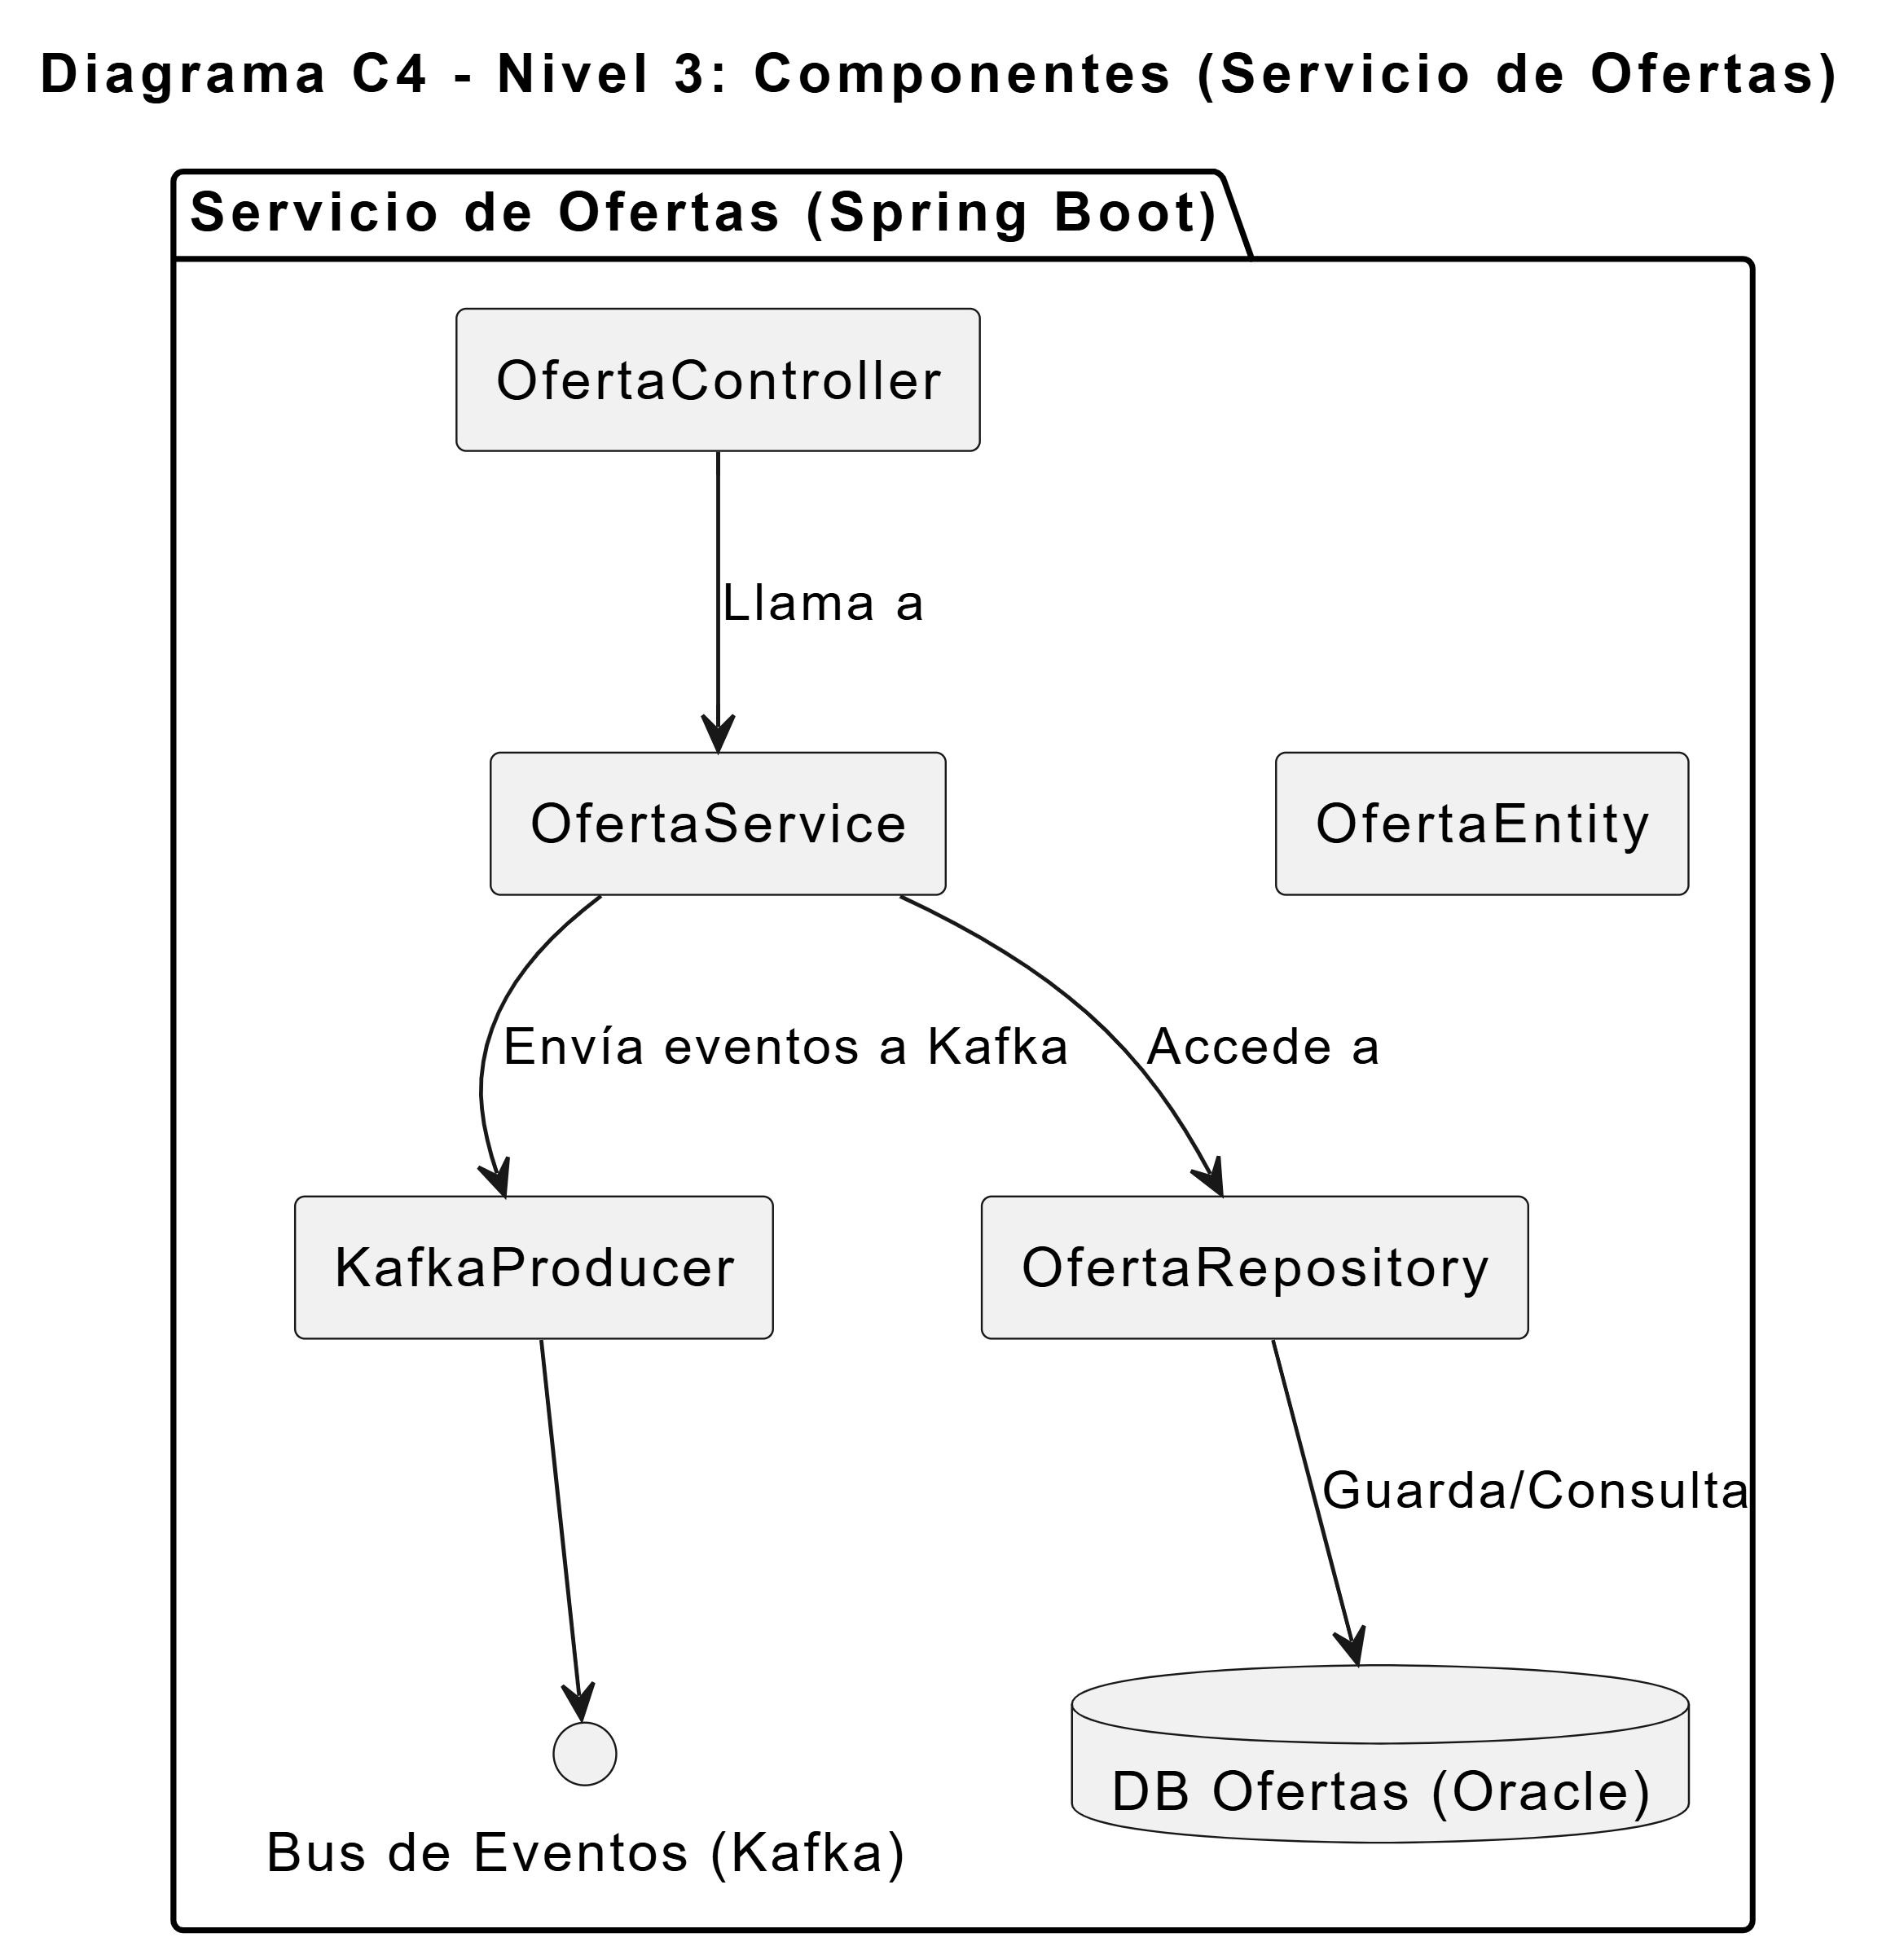 Diagrama C4 - Nivel 3: Componentes (Servicio de Ofertas)
Servicio de Ofertas (Spring Boot)
OfertaController
Llama a
OfertaService
OfertaEntity
Envía eventos a Kafka
Accede a
KafkaProducer
OfertaRepository
Guarda/Consulta
DB Ofertas (Oracle)
Bus de Eventos (Kafka)